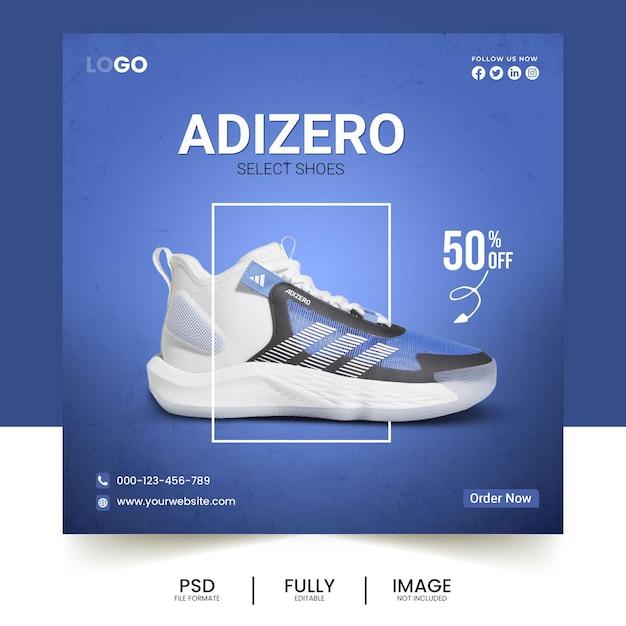 LOGO
FOLLOW US NOW
ADIZERO
SELECT SHOES
50% OFF
ADIZERO
000-123-456-789
www.yourwebsite.com
Order Now
PSD
FILE FORMATE
FULLY
EDITABLE
IMAGE
NOT INCLUDED